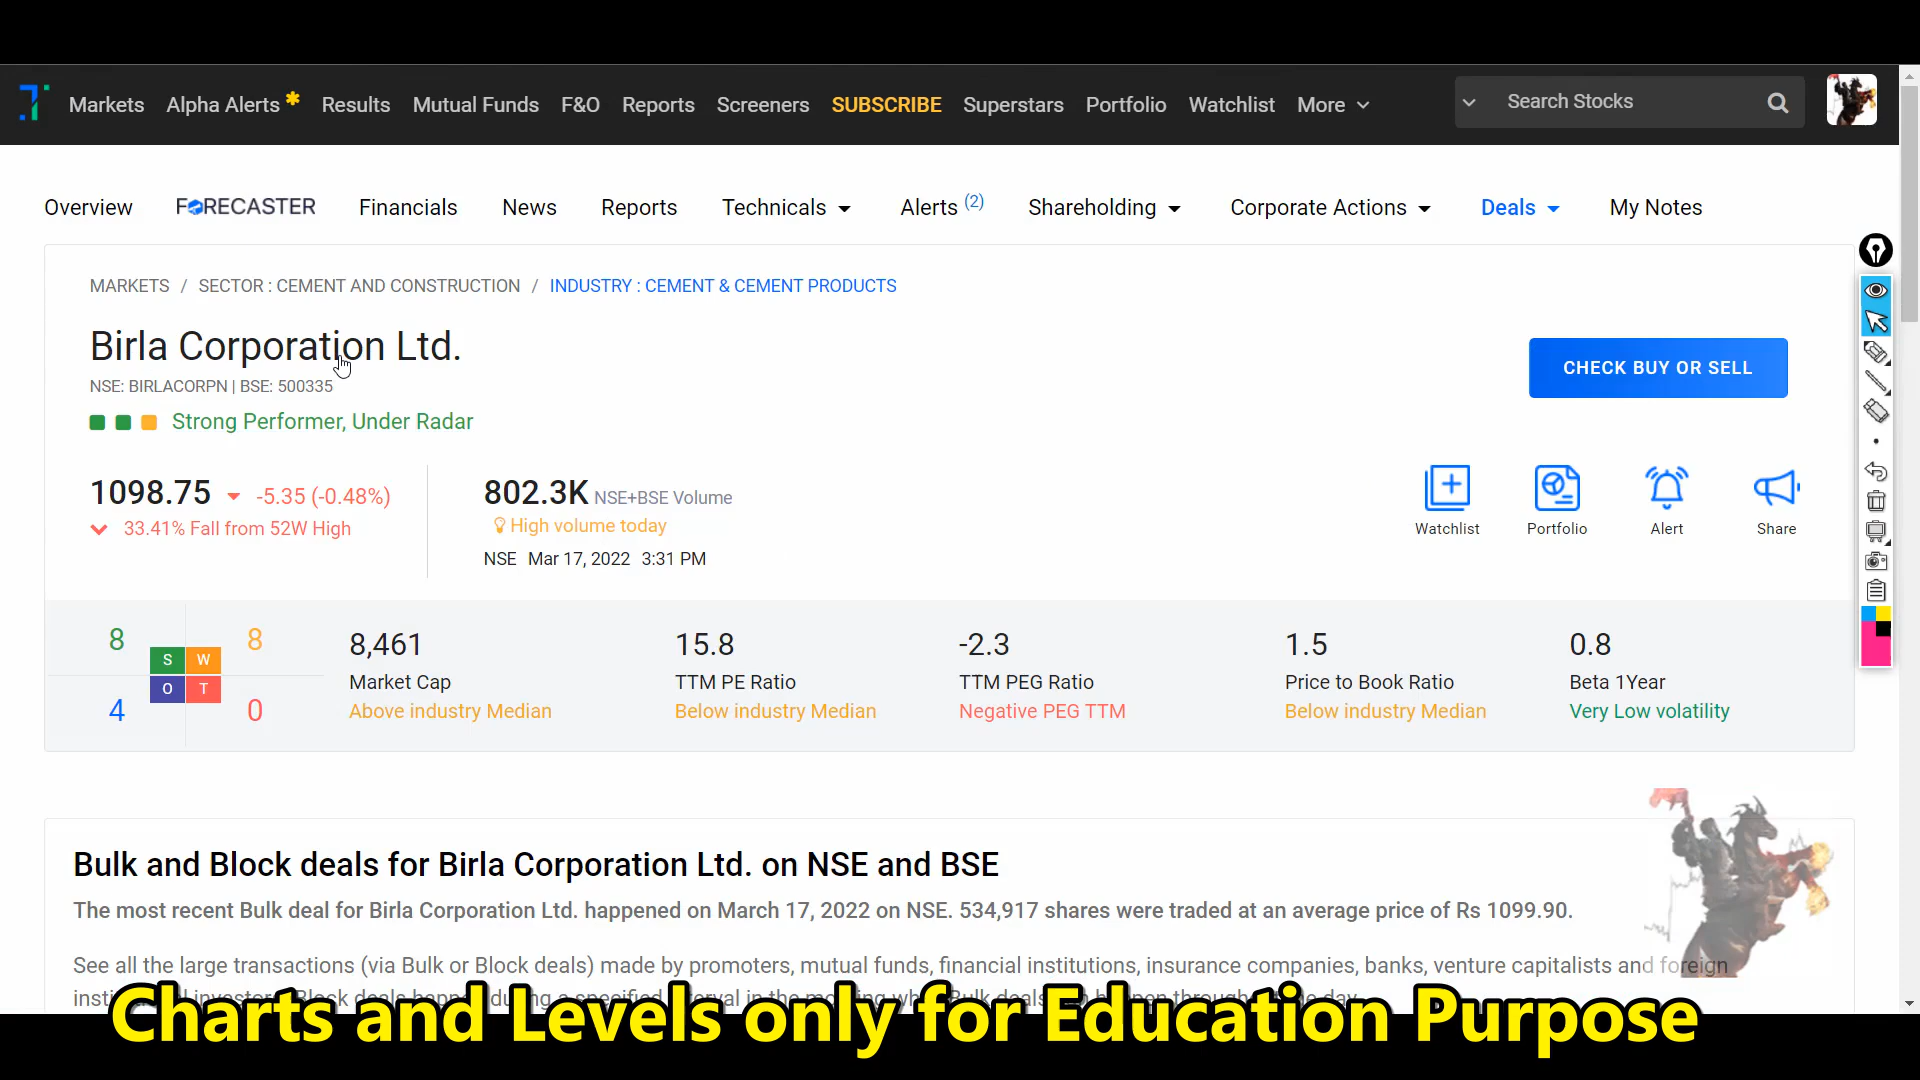 Markets Alpha Alerts Results Mutual Funds F&O Reports Screeners SUBSCRIBE Superstars Portfolio Watchlist More Search Stocks
Overview FORECASTER Financials News Reports Technicals Alerts (2) Shareholding Corporate Actions Deals My Notes
MARKETS / SECTOR : CEMENT AND CONSTRUCTION / INDUSTRY : CEMENT & CEMENT PRODUCTS
Birla Corporation Ltd.
NSE: BIRLACORPN | BSE: 500335
CHECK BUY OR SELL
Strong Performer, Under Radar
1098.75 -5.35 (-0.48%)
33.41% Fall from 52W High
802.3K NSE+BSE Volume
High volume today
NSE Mar 17, 2022 3:31 PM
Watchlist Portfolio Alert Share
8 8
S W
O T
4 0
8,461
Market Cap
Above industry Median
15.8
TTM PE Ratio
Below industry Median
-2.3
TTM PEG Ratio
Negative PEG TTM
1.5
Price to Book Ratio
Below industry Median
0.8
Beta 1Year
Very Low volatility
Bulk and Block deals for Birla Corporation Ltd. on NSE and BSE
The most recent Bulk deal for Birla Corporation Ltd. happened on March 17, 2022 on NSE. 534,917 shares were traded at an average price of Rs 1099.90.
See all the large transactions (via Bulk or Block deals) made by promoters, mutual funds, financial institutions, insurance companies, banks, venture capitalists and foreign
Charts and Levels only for Education Purpose